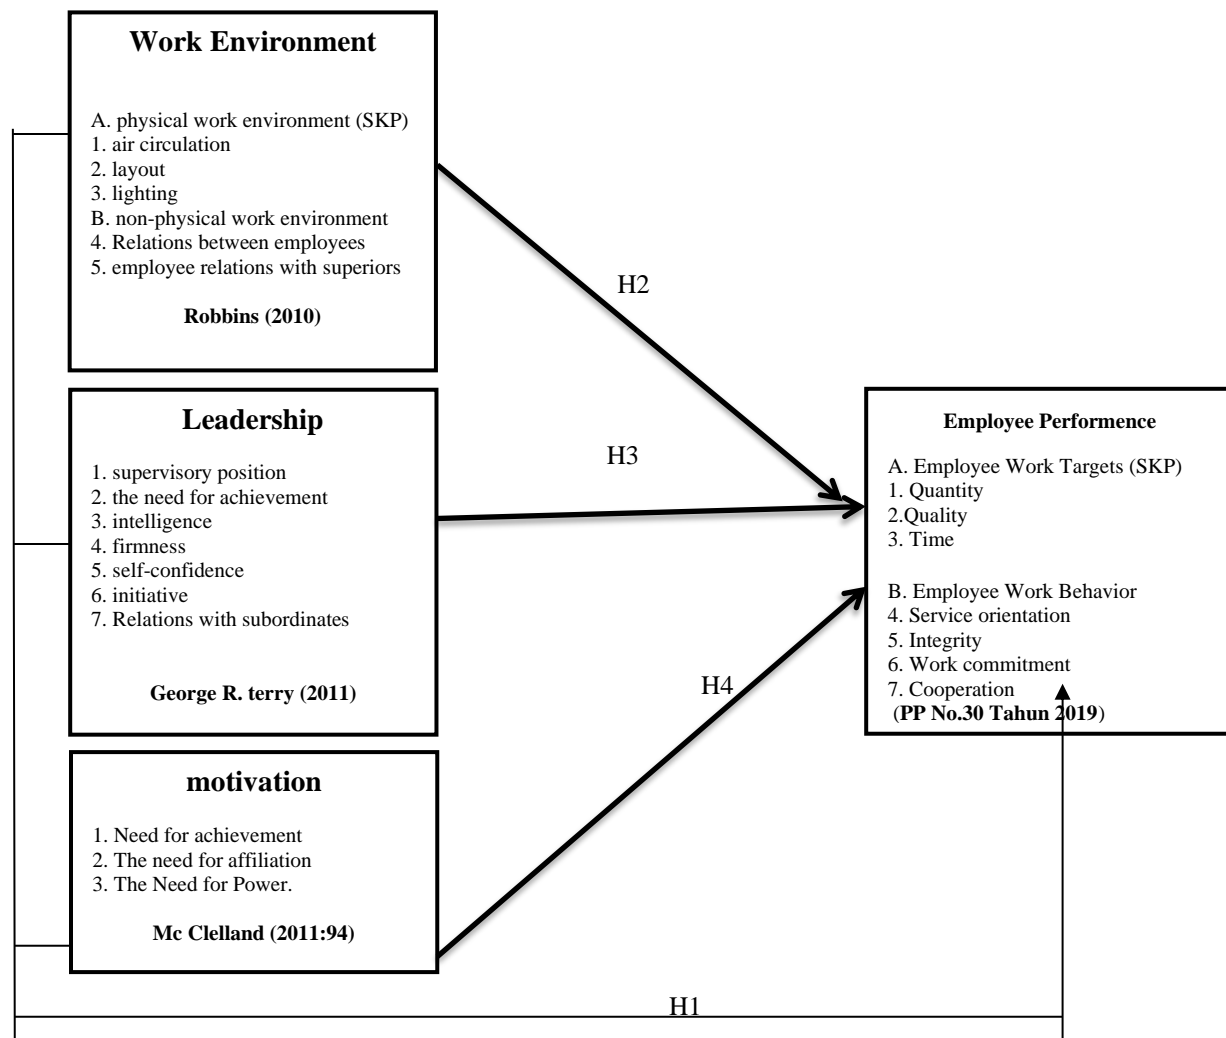 Work Environment
A. physical work environment (SKP)
1. air circulation
2. layout
3. lighting
B. non-physical work environment
4. Relations between employees
5. employee relations with superiors
Robbins (2010)
H2
Leadership
1. supervisory position
2. the need for achievement
3. intelligence
4. firmness
5. self-confidence
6. initiative
7. Relations with subordinates
George R. terry (2011)
H3
Employee Performence
A. Employee Work Targets (SKP)
1. Quantity
2.Quality
3. Time
B. Employee Work Behavior
4. Service orientation
5. Integrity
6. Work commitment
7. Cooperation
(PP No.30 Tahun 2019)
H4
motivation
1. Need for achievement
2. The need for affiliation
3. The Need for Power.
Mc Clelland (2011:94)
H1